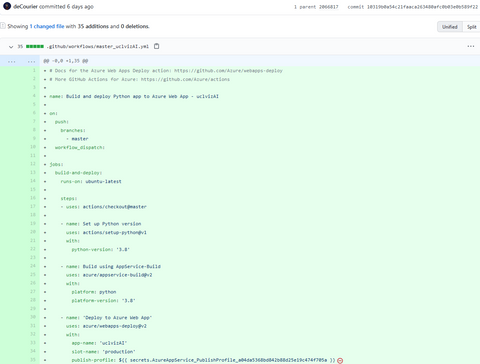 deCourier committed 6 days ago
1 parent 2066817 commit 10319b0a54c21faaca263480afc0b03e0b589f22
Showing 1 changed file with 35 additions and 0 deletions.
Unified Split
35 .github/workflows/master_uciviiAI.yml
@@ -0,0 +1,35 @@
1 + # Docs for the Azure Web Apps Deploy action: https://github.com/Azure/webapps-deploy
2 + # More GitHub Actions for Azure: https://github.com/Azure/actions
3 +
4 + name: Build and deploy Python app to Azure Web App - uciviiAI
5 +
6 + on:
7 + push:
8 + branches:
9 + - master
10 + workflow_dispatch:
11 +
12 + jobs:
13 + build-and-deploy:
14 + runs-on: ubuntu-latest
15 +
16 + steps:
17 + - uses: actions/checkout@master
18 +
19 + - name: Set up Python version
20 + uses: actions/setup-python@v1
21 + with:
22 + python-version: '3.8'
23 +
24 + - name: Build using AppService-Build
25 + uses: azure/appservice-build@v2
26 + with:
27 + platform: python
28 + platform-version: '3.8'
29 +
30 + - name: 'Deploy to Azure Web App'
31 + uses: azure/webapps-deploy@v2
32 + with:
33 + app-name: 'uciviiAI'
34 + slot-name: 'production'
35 + publish-profile: ${{ secrets.AzureAppService_PublishProfile_a04da5368bd842b88d25e19c474f705a }}